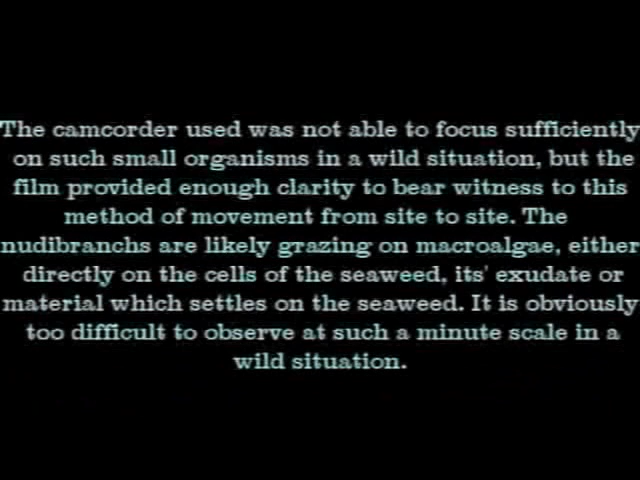 The camcorder used was not able to focus sufficiently
on such small organisms in a wild situation, but the
film provided enough clarity to bear witness to this
method of movement from site to site. The
nudibranchs are likely grazing on macroalgae, either
directly on the cells of the seaweed, its' exudate or
material which settles on the seaweed. It is obviously
too difficult to observe at such a minute scale in a
wild situation.